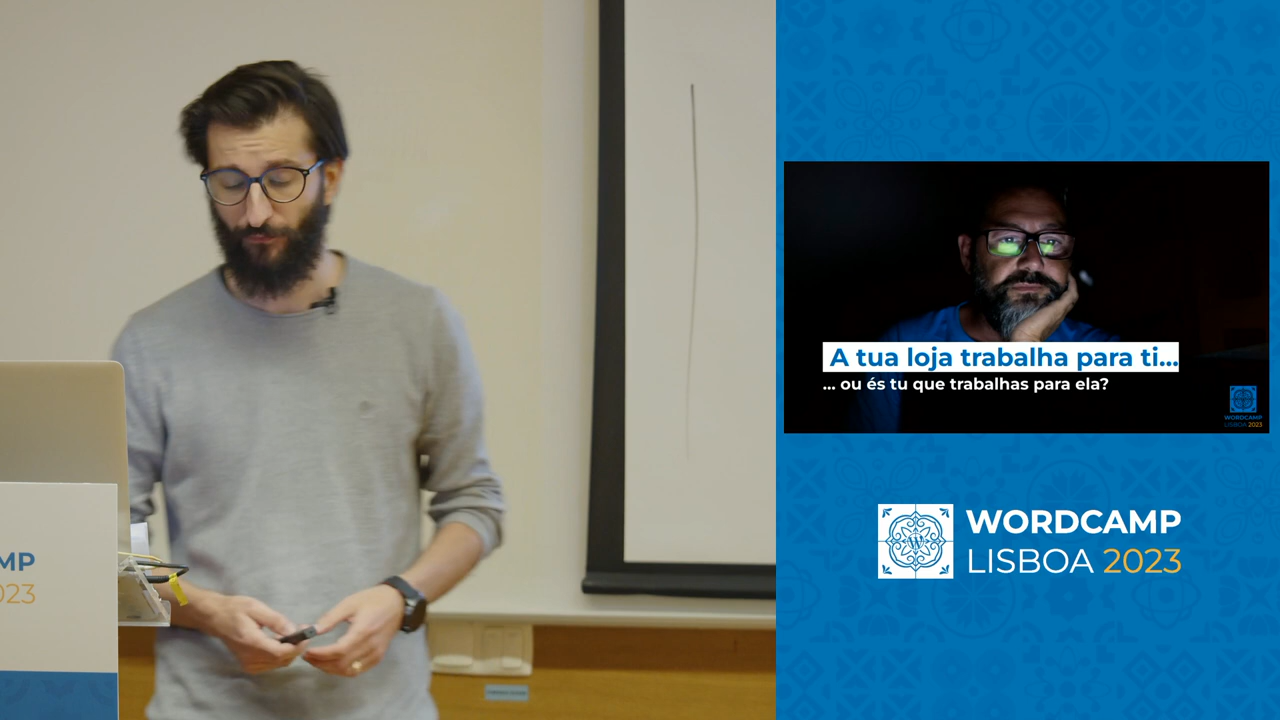 MP
023
A tua loja trabalha para ti...
... ou és tu que trabalhas para ela?
WORDCAMP
LISBOA 2023
WORDCAMP
LISBOA 2023